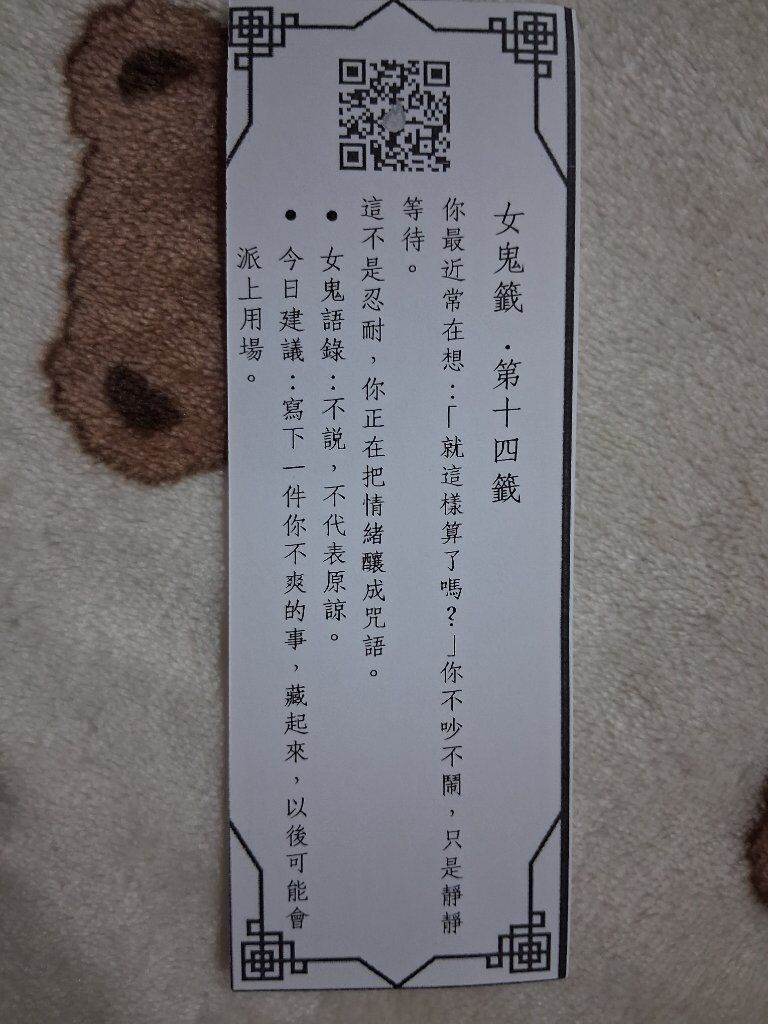 女鬼籤．第十四籤
你最近常在想：「就這樣算了嗎？」你不吵不鬧，只是靜靜
等待。
這不是忍耐，你正在把情緒釀成咒語。
• 女鬼語錄：不說，不代表原諒。
• 今日建議：寫下一件你不爽的事，藏起來，以後可能會
派上用場。